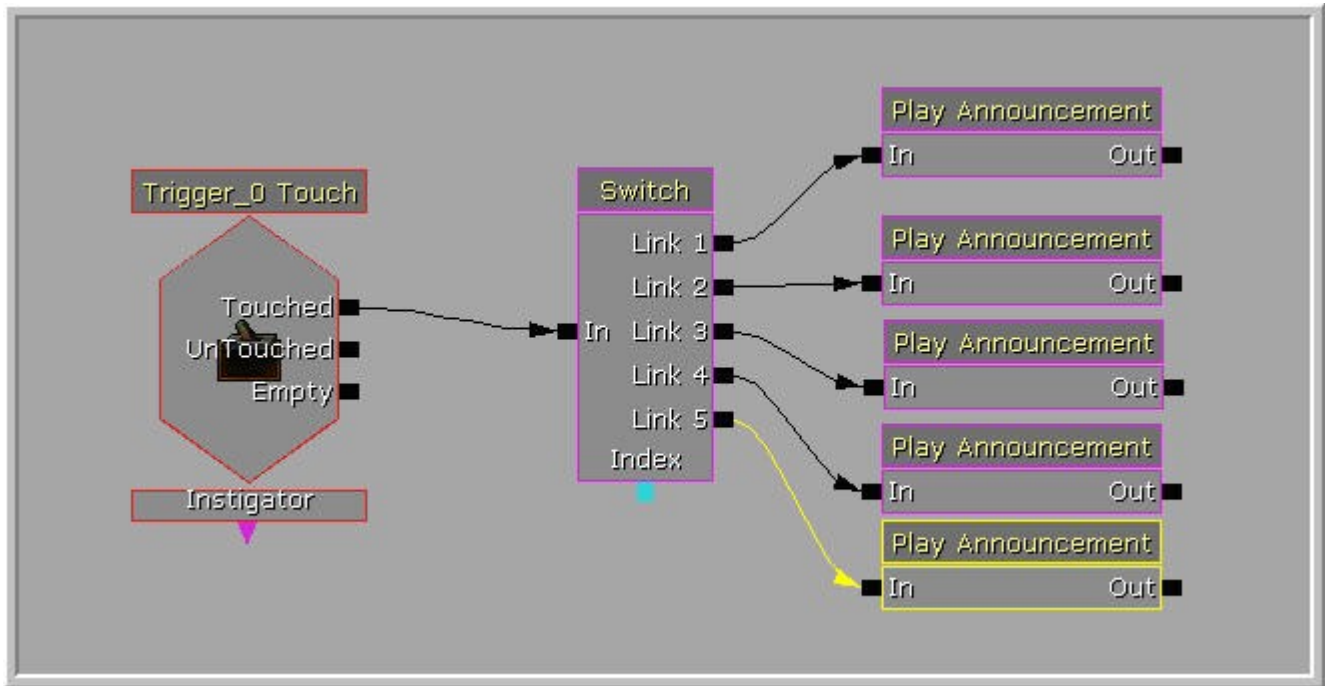 Trigger_0 Touch
Touched
UnTouched
Empty
Instigator
Switch
Link 1
Link 2
In Link 3
Link 4
Link 5
Index
Play Announcement
In Out
Play Announcement
In Out
Play Announcement
In Out
Play Announcement
In Out
Play Announcement
In Out